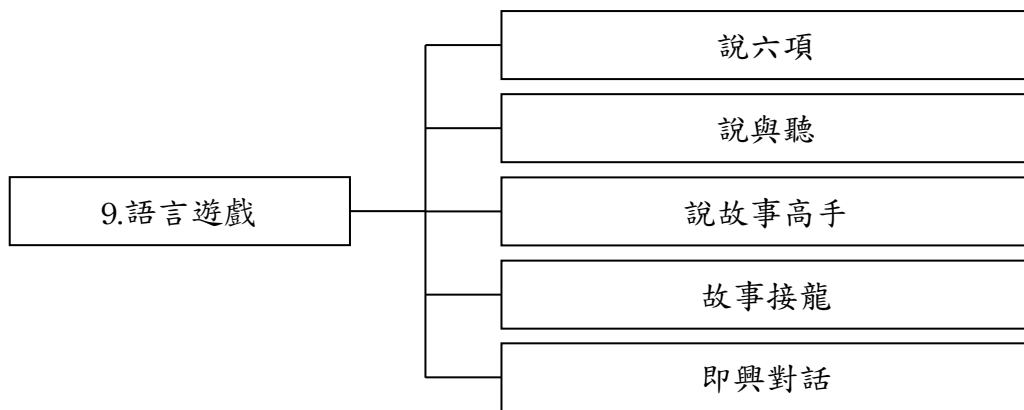 9.語言遊戲
說六項
說與聽
說故事高手
故事接龍
即興對話